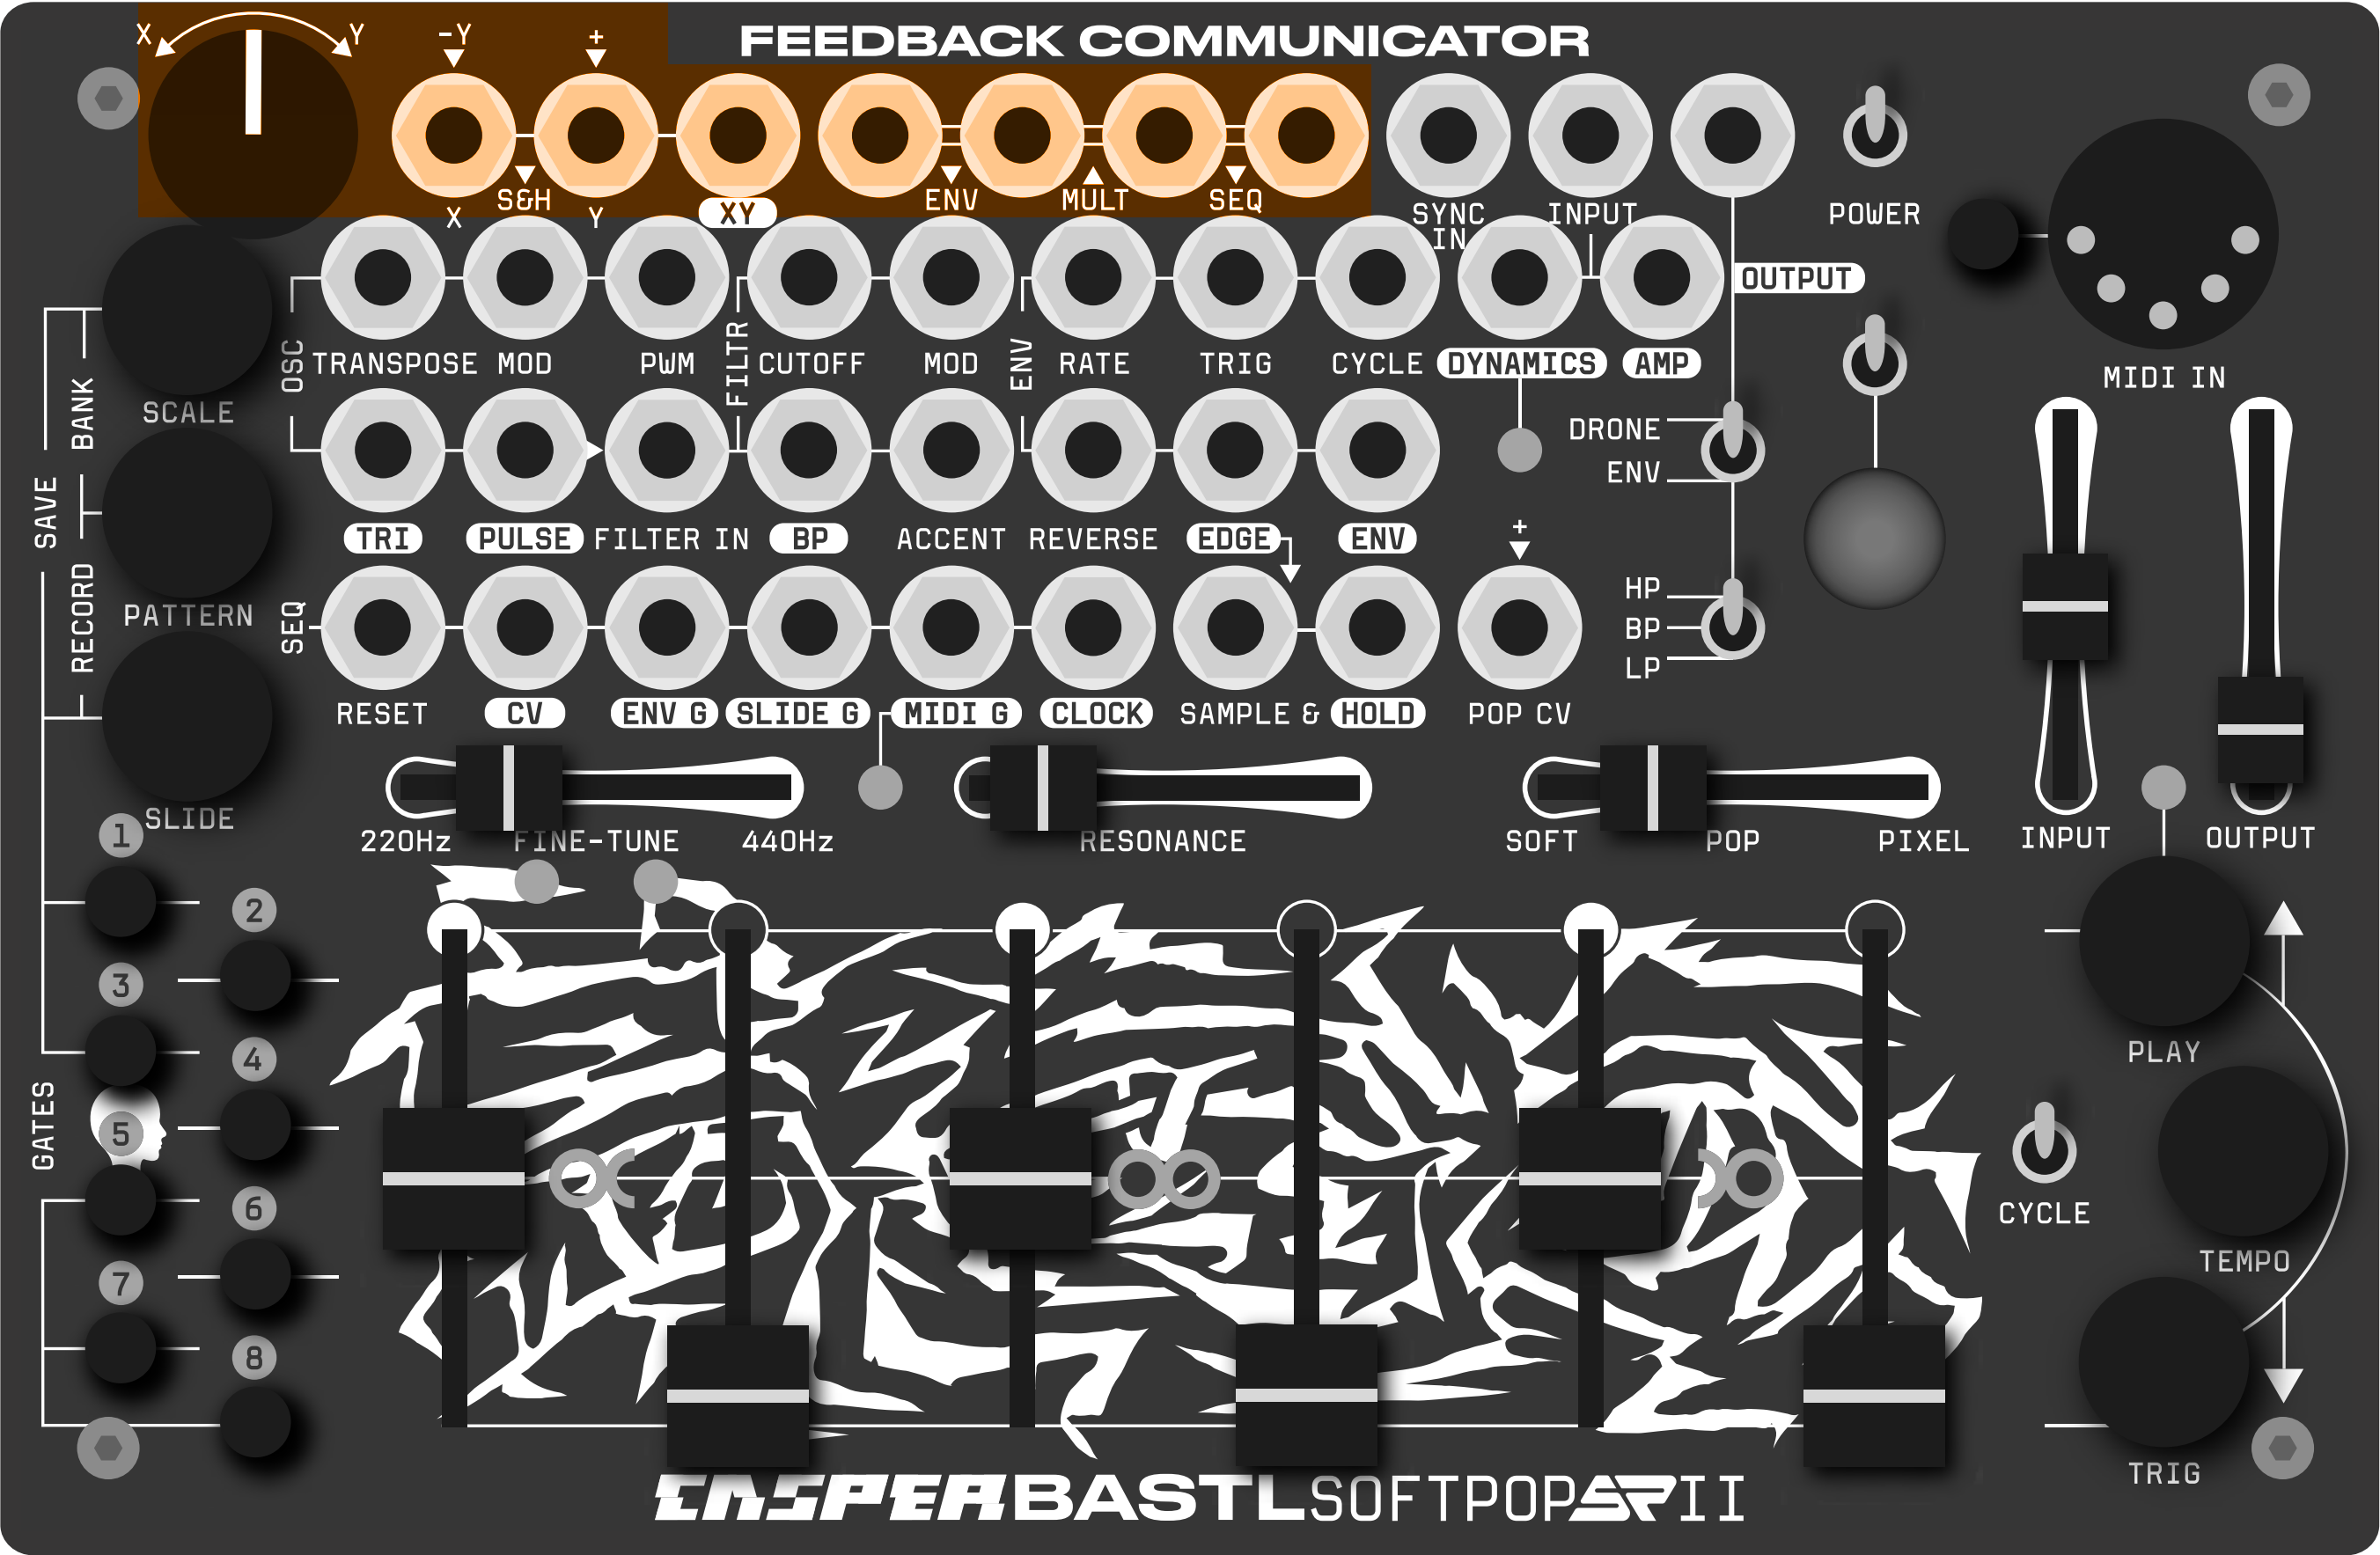 FEEDBACK COMMUNICATOR
X Y -Y +
S&H ENV MULT SEQ
X Y XY
SYNC IN INPUT POWER
OUTPUT
OSC TRANSPOSE MOD PWM FILTR CUTOFF MOD ENV RATE TRIG CYCLE DYNAMICS AMP
MIDI IN
SCALE
BANK
SAVE
DRONE
ENV
TRI PULSE FILTER IN BP ACCENT REVERSE EDGE ENV +
PATTERN
RECORD
HP
BP
LP
SEQ
RESET CV ENV G SLIDE G MIDI G CLOCK SAMPLE & HOLD POP CV
SLIDE
220Hz FINE-TUNE 440Hz RESONANCE SOFT POP PIXEL INPUT OUTPUT
1
2
3
4
5
6
7
8
GATES
PLAY
CYCLE
TEMPO
TRIG
CASPER BASTL SOFTPOP SP II